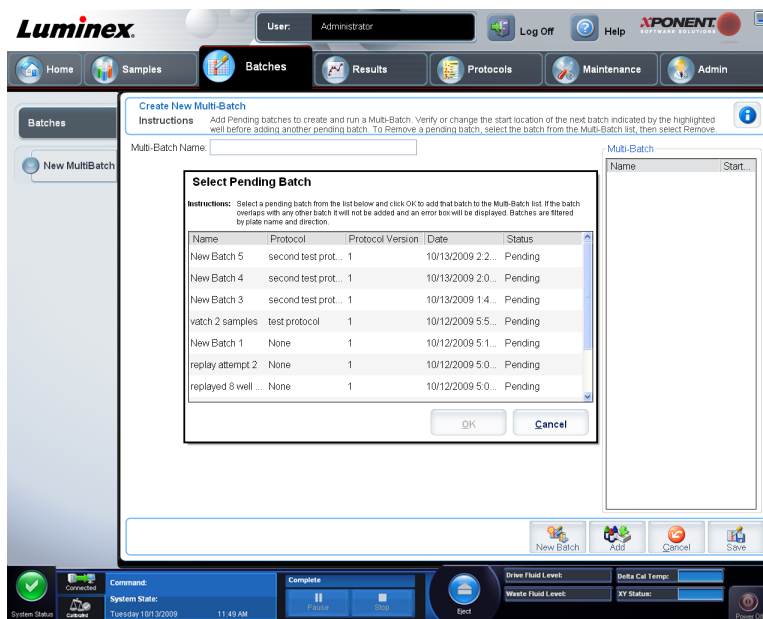 Luminex.
User: Administrator
Log Off
Help
XPONENT.
SOFTWARE SOLUTIONS
Home
Samples
Batches
Results
Protocols
Maintenance
Admin
Batches
New MultiBatch
Create New Multi-Batch
Instructions Add Pending batches to create and run a Multi-Batch. Verify or change the start location of the next batch indicated by the highlighted
well before adding another pending batch. To Remove a pending batch, select the batch from the Multi-Batch list, then select Remove.
Multi-Batch Name:
Multi-Batch
Name Start...
Select Pending Batch
Instructions: Select a pending batch from the list below and click OK to add that batch to the Multi-Batch list. If the batch
overlaps with any other batch it will not be added and an error box will be displayed. Batches are filtered
by plate name and direction.
Name Protocol Protocol Version Date Status
New Batch 5 second test prot... 1 10/13/2009 2:2... Pending
New Batch 4 second test prot... 1 10/13/2009 2:0... Pending
New Batch 3 second test prot... 1 10/13/2009 1:4... Pending
vatch 2 samples test protocol 1 10/12/2009 5:5... Pending
New Batch 1 None 1 10/12/2009 5:1... Pending
replay attempt 2 None 1 10/12/2009 5:0... Pending
replayed 8 well ... None 1 10/12/2009 5:0... Pending
OK
Cancel
New Batch
Add
Cancel
Save
System Status
Connected
Calibrated
Command:
System State:
Tuesday 10/13/2009 11:49 AM
Complete
Pause
Stop
Eject
Drive Fluid Level:
Waste Fluid Level:
Delta Cal Temp:
XY Status:
Power On